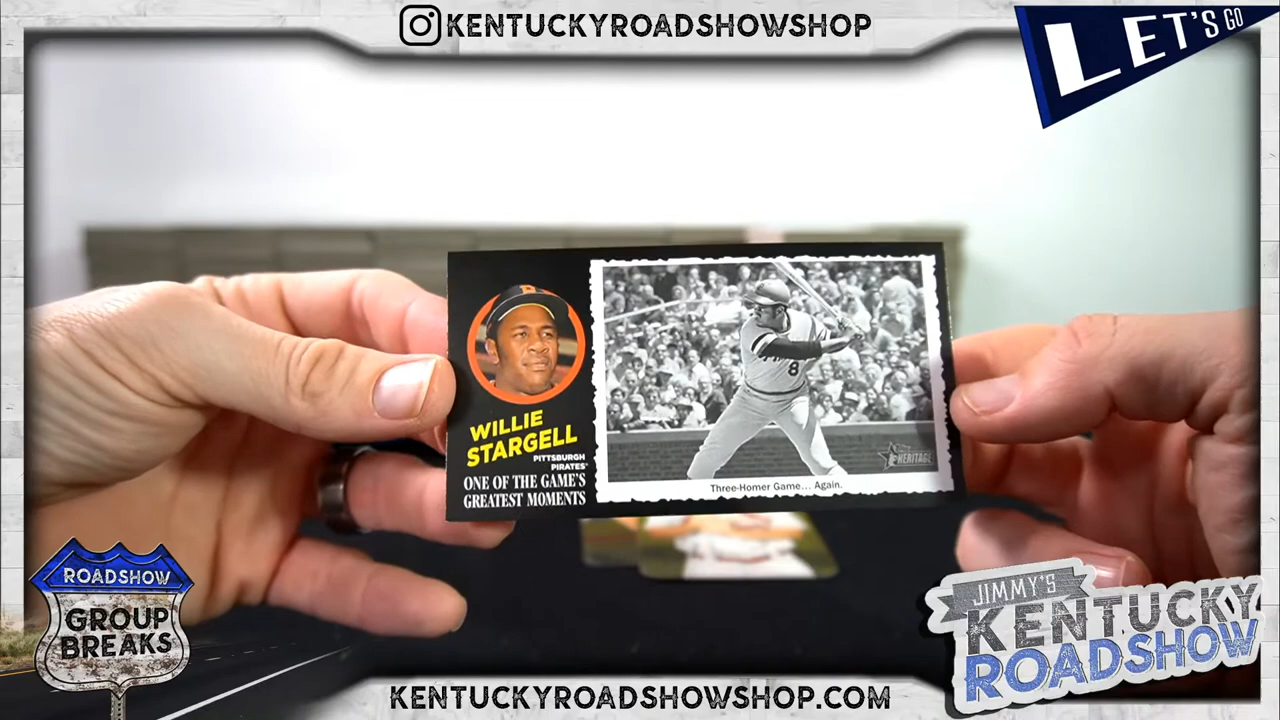 KENTUCKYROADSHOWSHOP
LET'S GO
WILLIE
STARGELL
PITTSBURGH
PIRATES
ONE OF THE GAME'S
GREATEST MOMENTS
8
Topps
HERITAGE
Three-Homer Game... Again.
ROADSHOW
GROUP
BREAKS
JIMMY'S
KENTUCKY
ROADSHOW
KENTUCKYROADSHOWSHOP.COM